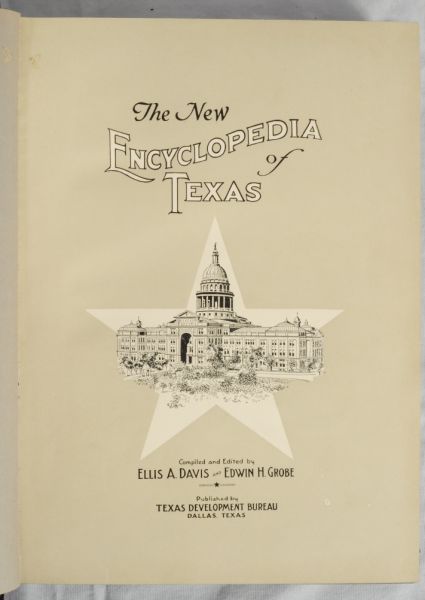 The New
ENCYCLOPEDIA
of
TEXAS
Compiled and Edited by
ELLIS A. DAVIS AND EDWIN H. GROBE
Published by
TEXAS DEVELOPMENT BUREAU
DALLAS, TEXAS